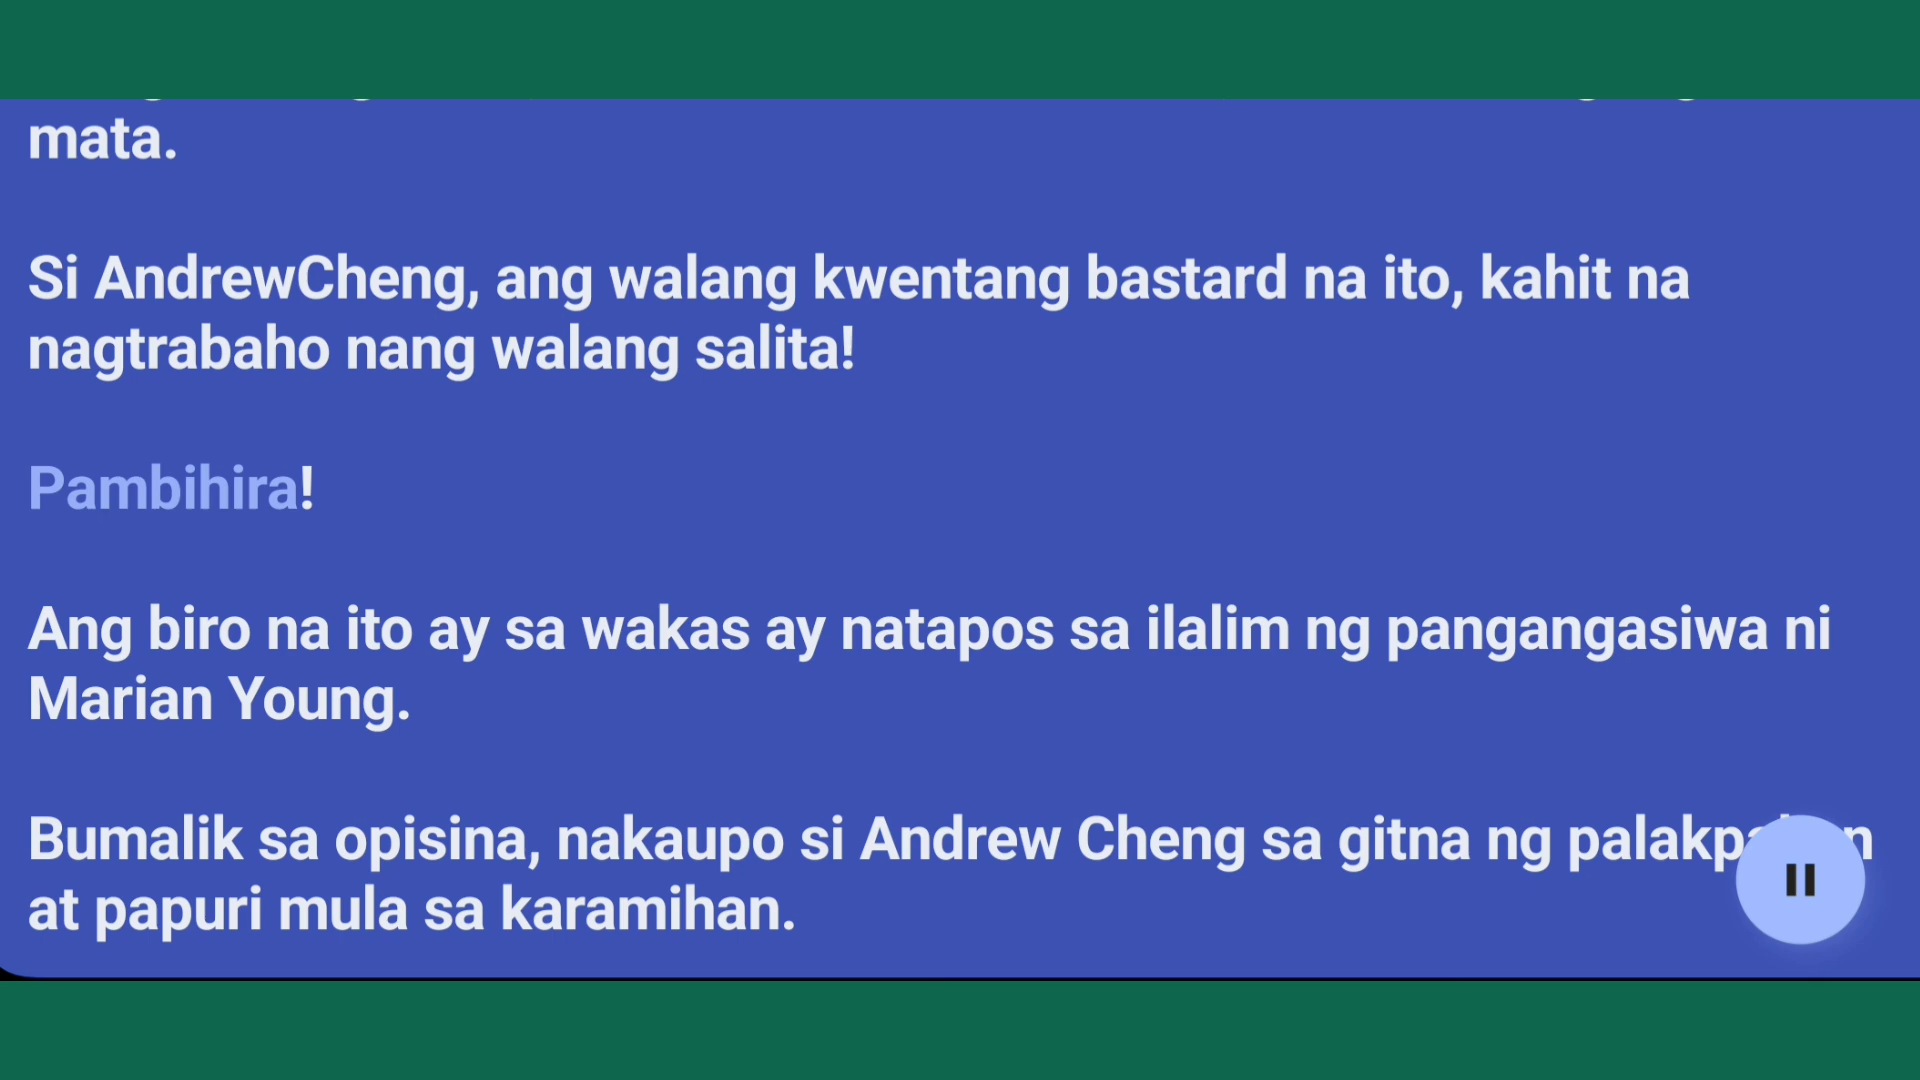 mata.
Si AndrewCheng, ang walang kwentang bastard na ito, kahit na
nagtrabaho nang walang salita!
Pambihira!
Ang biro na ito ay sa wakas ay natapos sa ilalim ng pangangasiwa ni
Marian Young.
Bumalik sa opisina, nakaupo si Andrew Cheng sa gitna ng
at papuri mula sa karamihan.